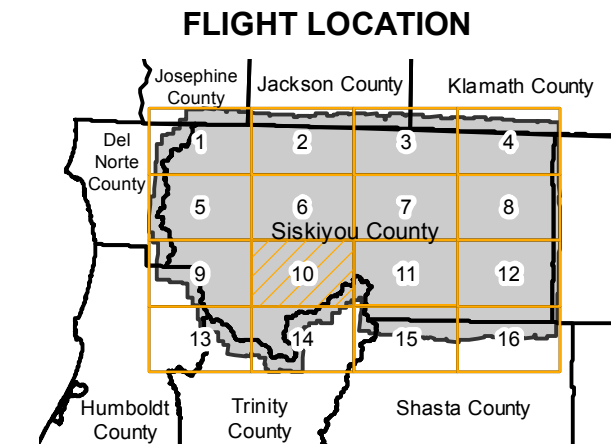 FLIGHT LOCATION
Josephine
County
Jackson County
Klamath County
Del
Norte
County
1
2
3
4
5
6
7
8
Siskiyou County
9
10
11
12
13
14
15
16
Humboldt
County
Trinity
County
Shasta County